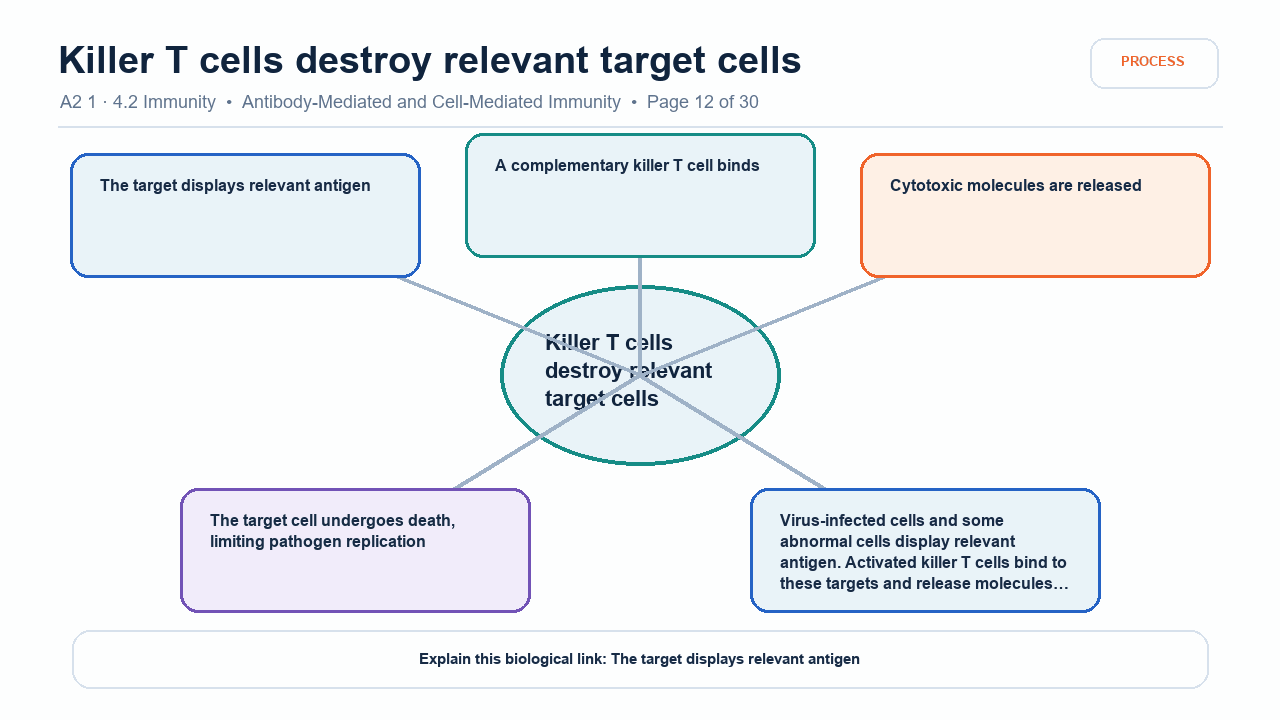 Killer T cells destroy relevant target cells
PROCESS
A2 1 · 4.2 Immunity • Antibody-Mediated and Cell-Mediated Immunity • Page 12 of 30
The target displays relevant antigen
A complementary killer T cell binds
Cytotoxic molecules are released
Killer T cells
destroy relevant
target cells
The target cell undergoes death,
limiting pathogen replication
Virus-infected cells and some
abnormal cells display relevant
antigen. Activated killer T cells bind to
these targets and release molecules…
Explain this biological link: The target displays relevant antigen